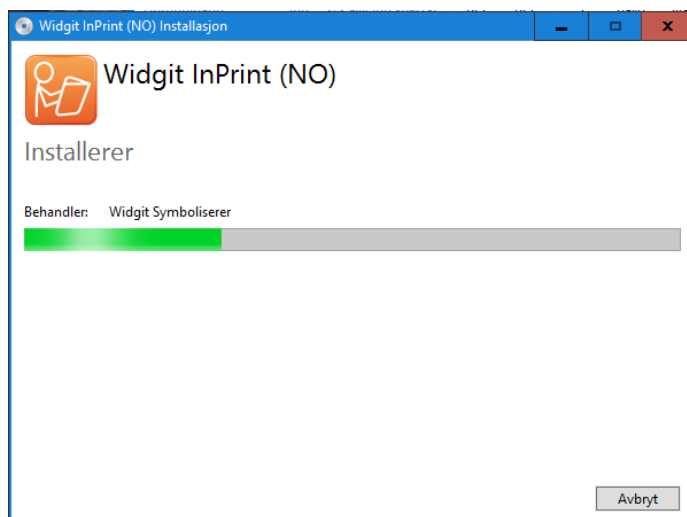 Widgit InPrint (NO) Installasjon
Widgit InPrint (NO)
Installerer
Behandler: Widgit Symboliserer
Avbryt